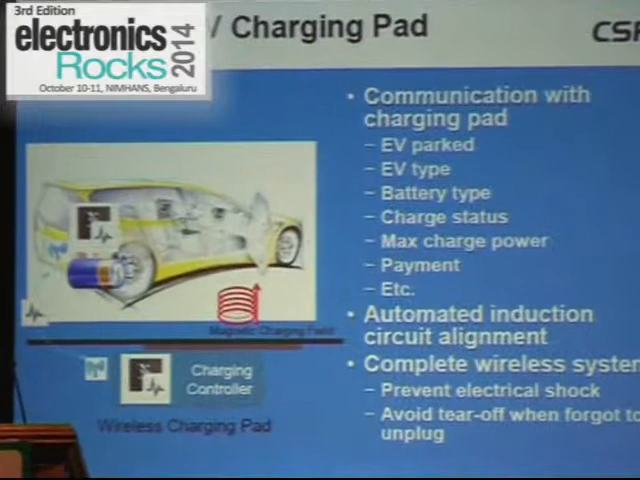 3rd Edition
electronics
Rocks
2014
October 10-11, NIMHANS, Bengaluru
/ Charging Pad
CSR
• Communication with
charging pad
– EV parked
– EV type
– Battery type
– Charge status
– Max charge power
– Payment
– Etc.
• Automated induction
circuit alignment
• Complete wireless system
– Prevent electrical shock
– Avoid tear-off when forgot to
unplug
Magnetic Charging Field
Charging
Controller
Wireless Charging Pad